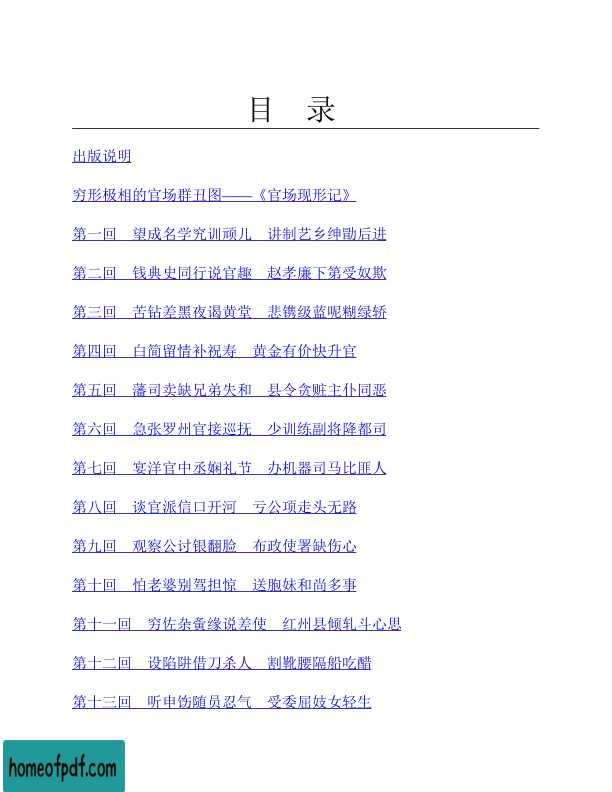 目 录
出版说明
穷形极相的官场群丑图——《官场现形记》
第一回 望成名学究训顽儿 讲制艺乡绅勖后进
第二回 钱典史同行说官趣 赵孝廉下第受奴欺
第三回 苦钻差黑夜谒黄堂 悲镌级蓝呢糊绿轿
第四回 白简留情补祝寿 黄金有价快升官
第五回 藩司卖缺兄弟失和 县令贪赃主仆同恶
第六回 急张罗州官接巡抚 少训练副将降都司
第七回 宴洋官中丞娴礼节 办机器司马比匪人
第八回 谈官派信口开河 亏公项走头无路
第九回 观察公讨银翻脸 布政使署缺伤心
第十回 怕老婆别驾担惊 送胞妹和尚多事
第十一回 穷佐杂夤缘说差使 红州县倾轧斗心思
第十二回 设陷阱借刀杀人 割靴腰隔船吃醋
第十三回 听申饬随员忍气 受委屈妓女轻生
homeofpdf.com